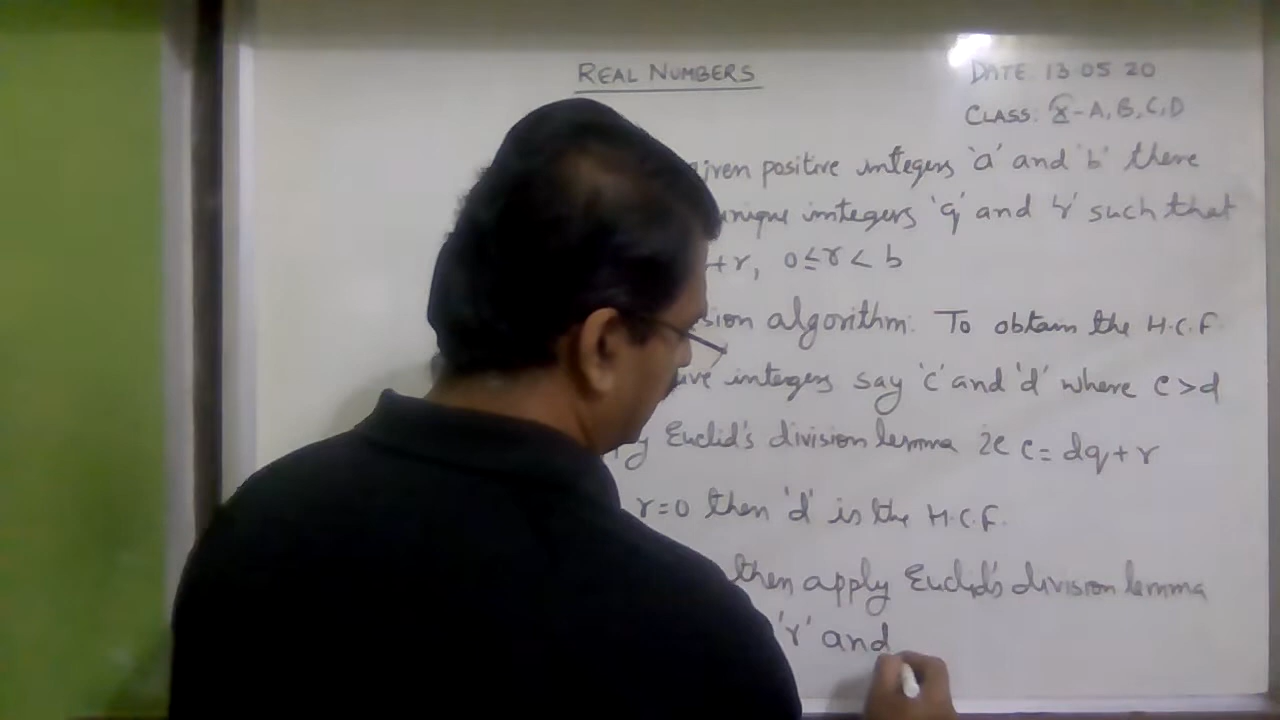 REAL NUMBERS
DATE: 13.05.20
CLASS: X-A, B, C, D
given positive integers 'a' and 'b' there
unique integers 'q' and 'r' such that
+r, 0≤r< b
sion algorithm: To obtain the H.C.F
integers say 'c' and 'd' where c>d
Euclid's division lemma ie c= dq+r
r=0 then 'd' is the H.C.F.
then apply Euclid's division lemma
'r' and